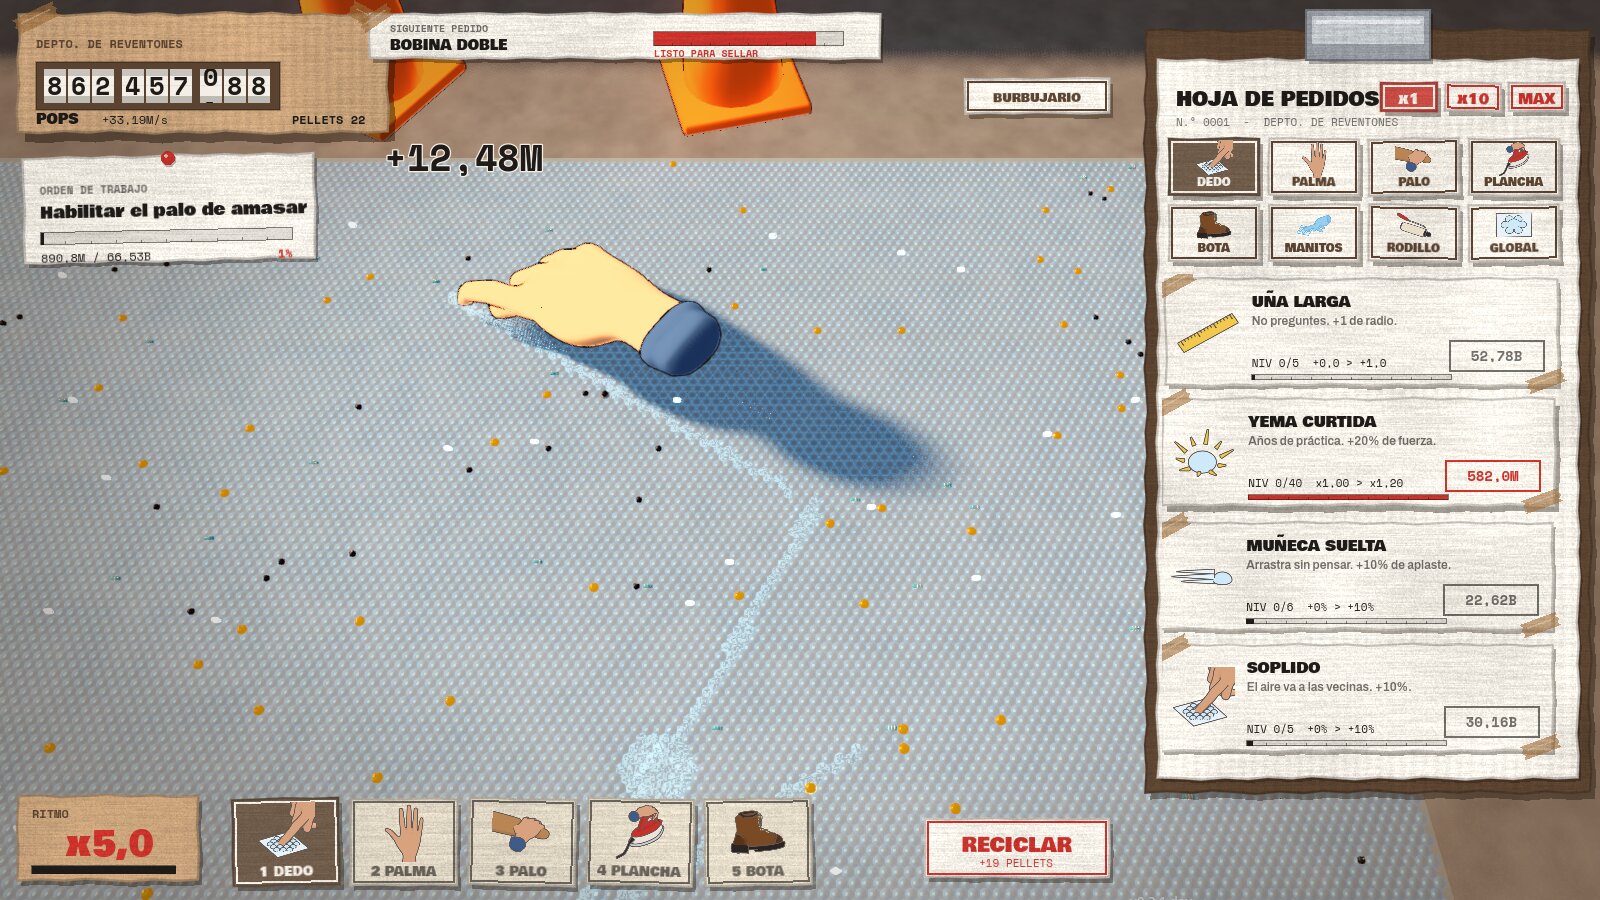 DEPTO. DE REVENTONES
862 457 088
POPS +33,19M/s PELLETS 22
SIGUIENTE PEDIDO
BOBINA DOBLE
LISTO PARA SELLAR
BURBUJARIO
+12,48M
ORDEN DE TRABAJO
Habilitar el palo de amasar
890,8M / 66,53B 1%
HOJA DE PEDIDOS x1 x10 MAX
N.° 0001 - DEPTO. DE REVENTONES
DEDO PALMA PALO PLANCHA
BOTA MANITOS RODILLO GLOBAL
UÑA LARGA
No preguntes. +1 de radio.
NIV 0/5 +0,0 > +1,0
52,78B
YEMA CURTIDA
Años de práctica. +20% de fuerza.
NIV 0/40 x1,00 > x1,20
582,0M
MUÑECA SUELTA
Arrastra sin pensar. +10% de aplaste.
NIV 0/6 +0% > +10%
22,62B
SOPLIDO
El aire va a las vecinas. +10%.
NIV 0/5 +0% > +10%
30,16B
RITMO
x5,0
1 DEDO 2 PALMA 3 PALO 4 PLANCHA 5 BOTA
RECICLAR
+19 PELLETS